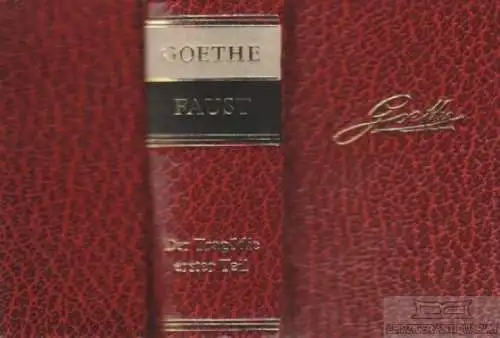 GOETHE
FAUST
Der Tragödie
erster Teil
Goethe